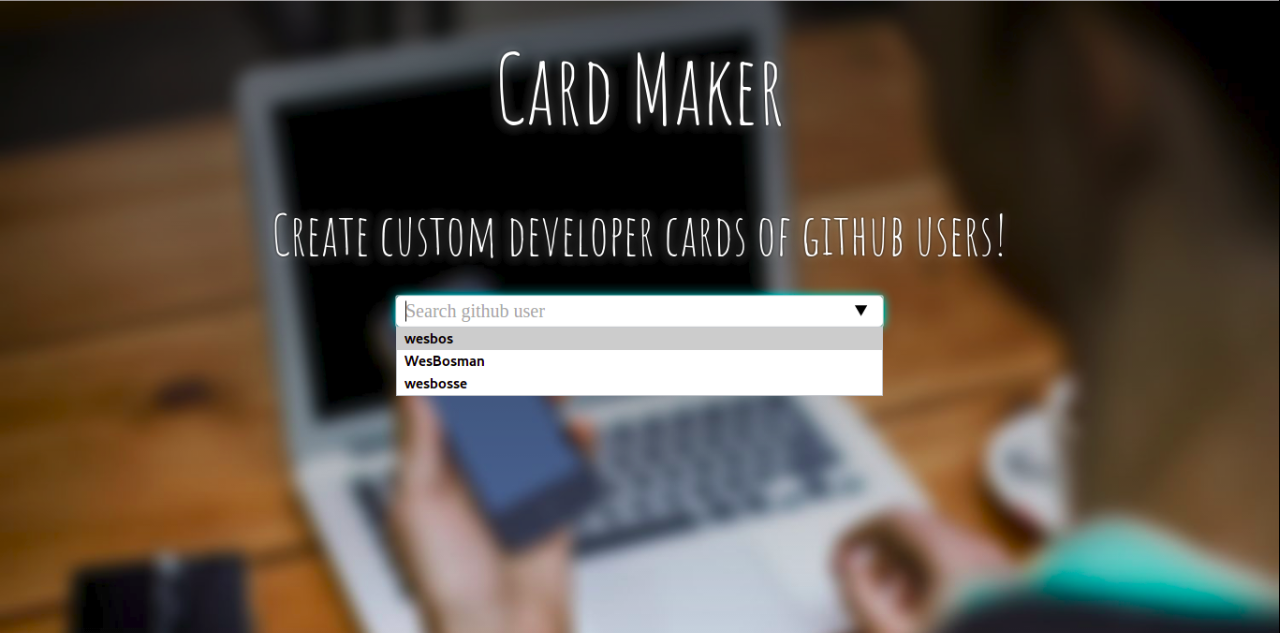 Card Maker
Create custom developer cards of github users!
Search github user
wesbos
WesBosman
wesbosse